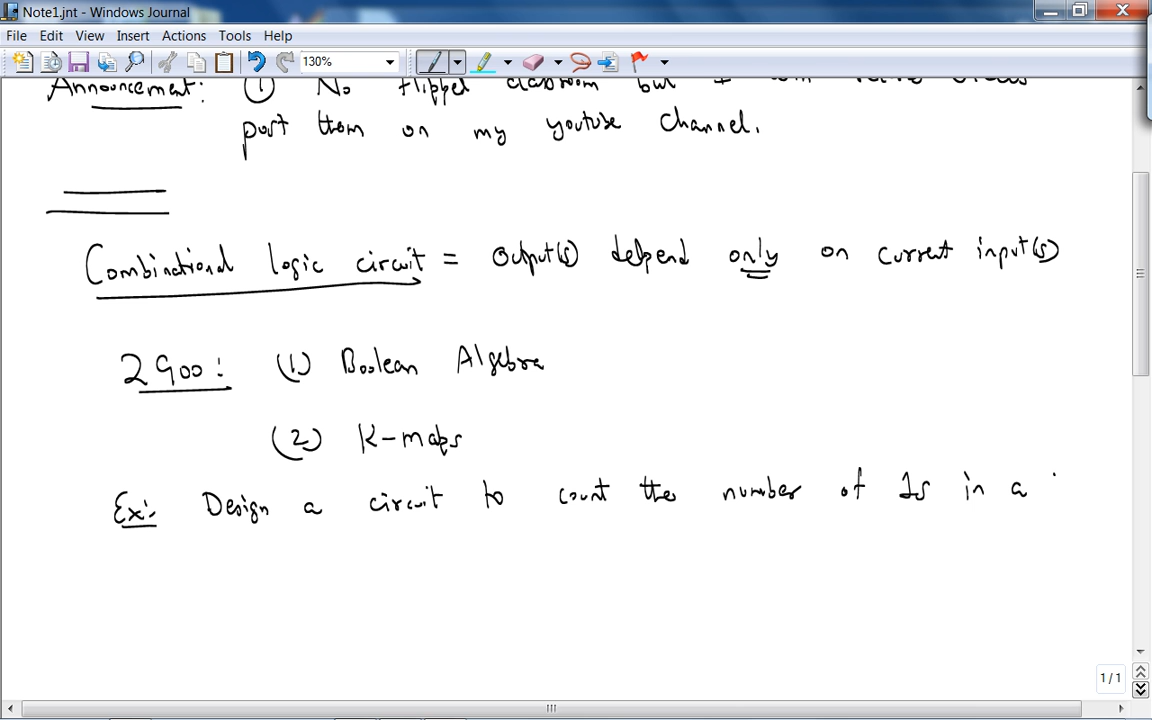 Note1.jnt - Windows Journal
File Edit View Insert Actions Tools Help
130%
Announcement: (1) No flipped classroom but I
post them on my youtube channel.
Combinational logic circuit = Output(s) depend only on current input(s)
2900: (1) Boolean Algebra
(2) K-maps
Ex: Design a circuit to count the number of 1s in a
1 / 1